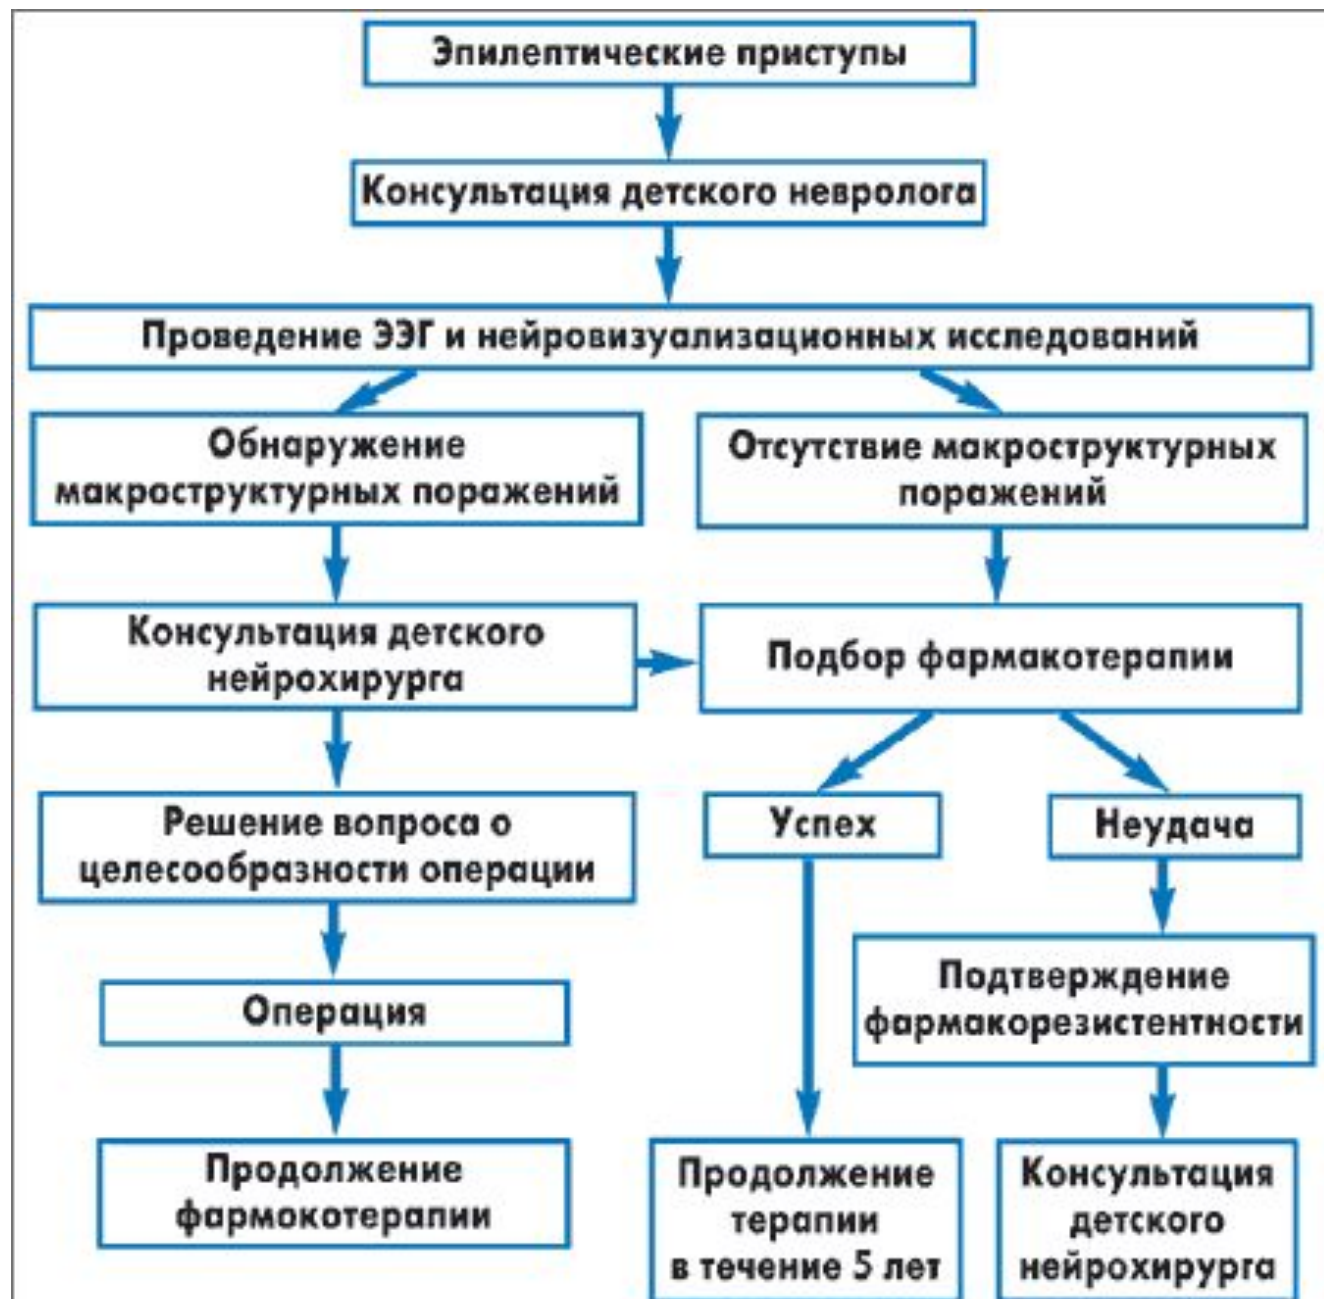 Эпилептические приступы
Консультация детского невролога
Проведение ЭЭГ и нейровизуализационных исследований
Обнаружение
макроструктурных поражений
Отсутствие макроструктурных
поражений
Консультация детского
нейрохирурга
Подбор фармакотерапии
Решение вопроса о
целесообразности операции
Успех
Неудача
Операция
Подтверждение
фармакорезистентности
Продолжение
фармокотерапии
Продолжение
терапии
в течение 5 лет
Консультация
детского
нейрохирурга